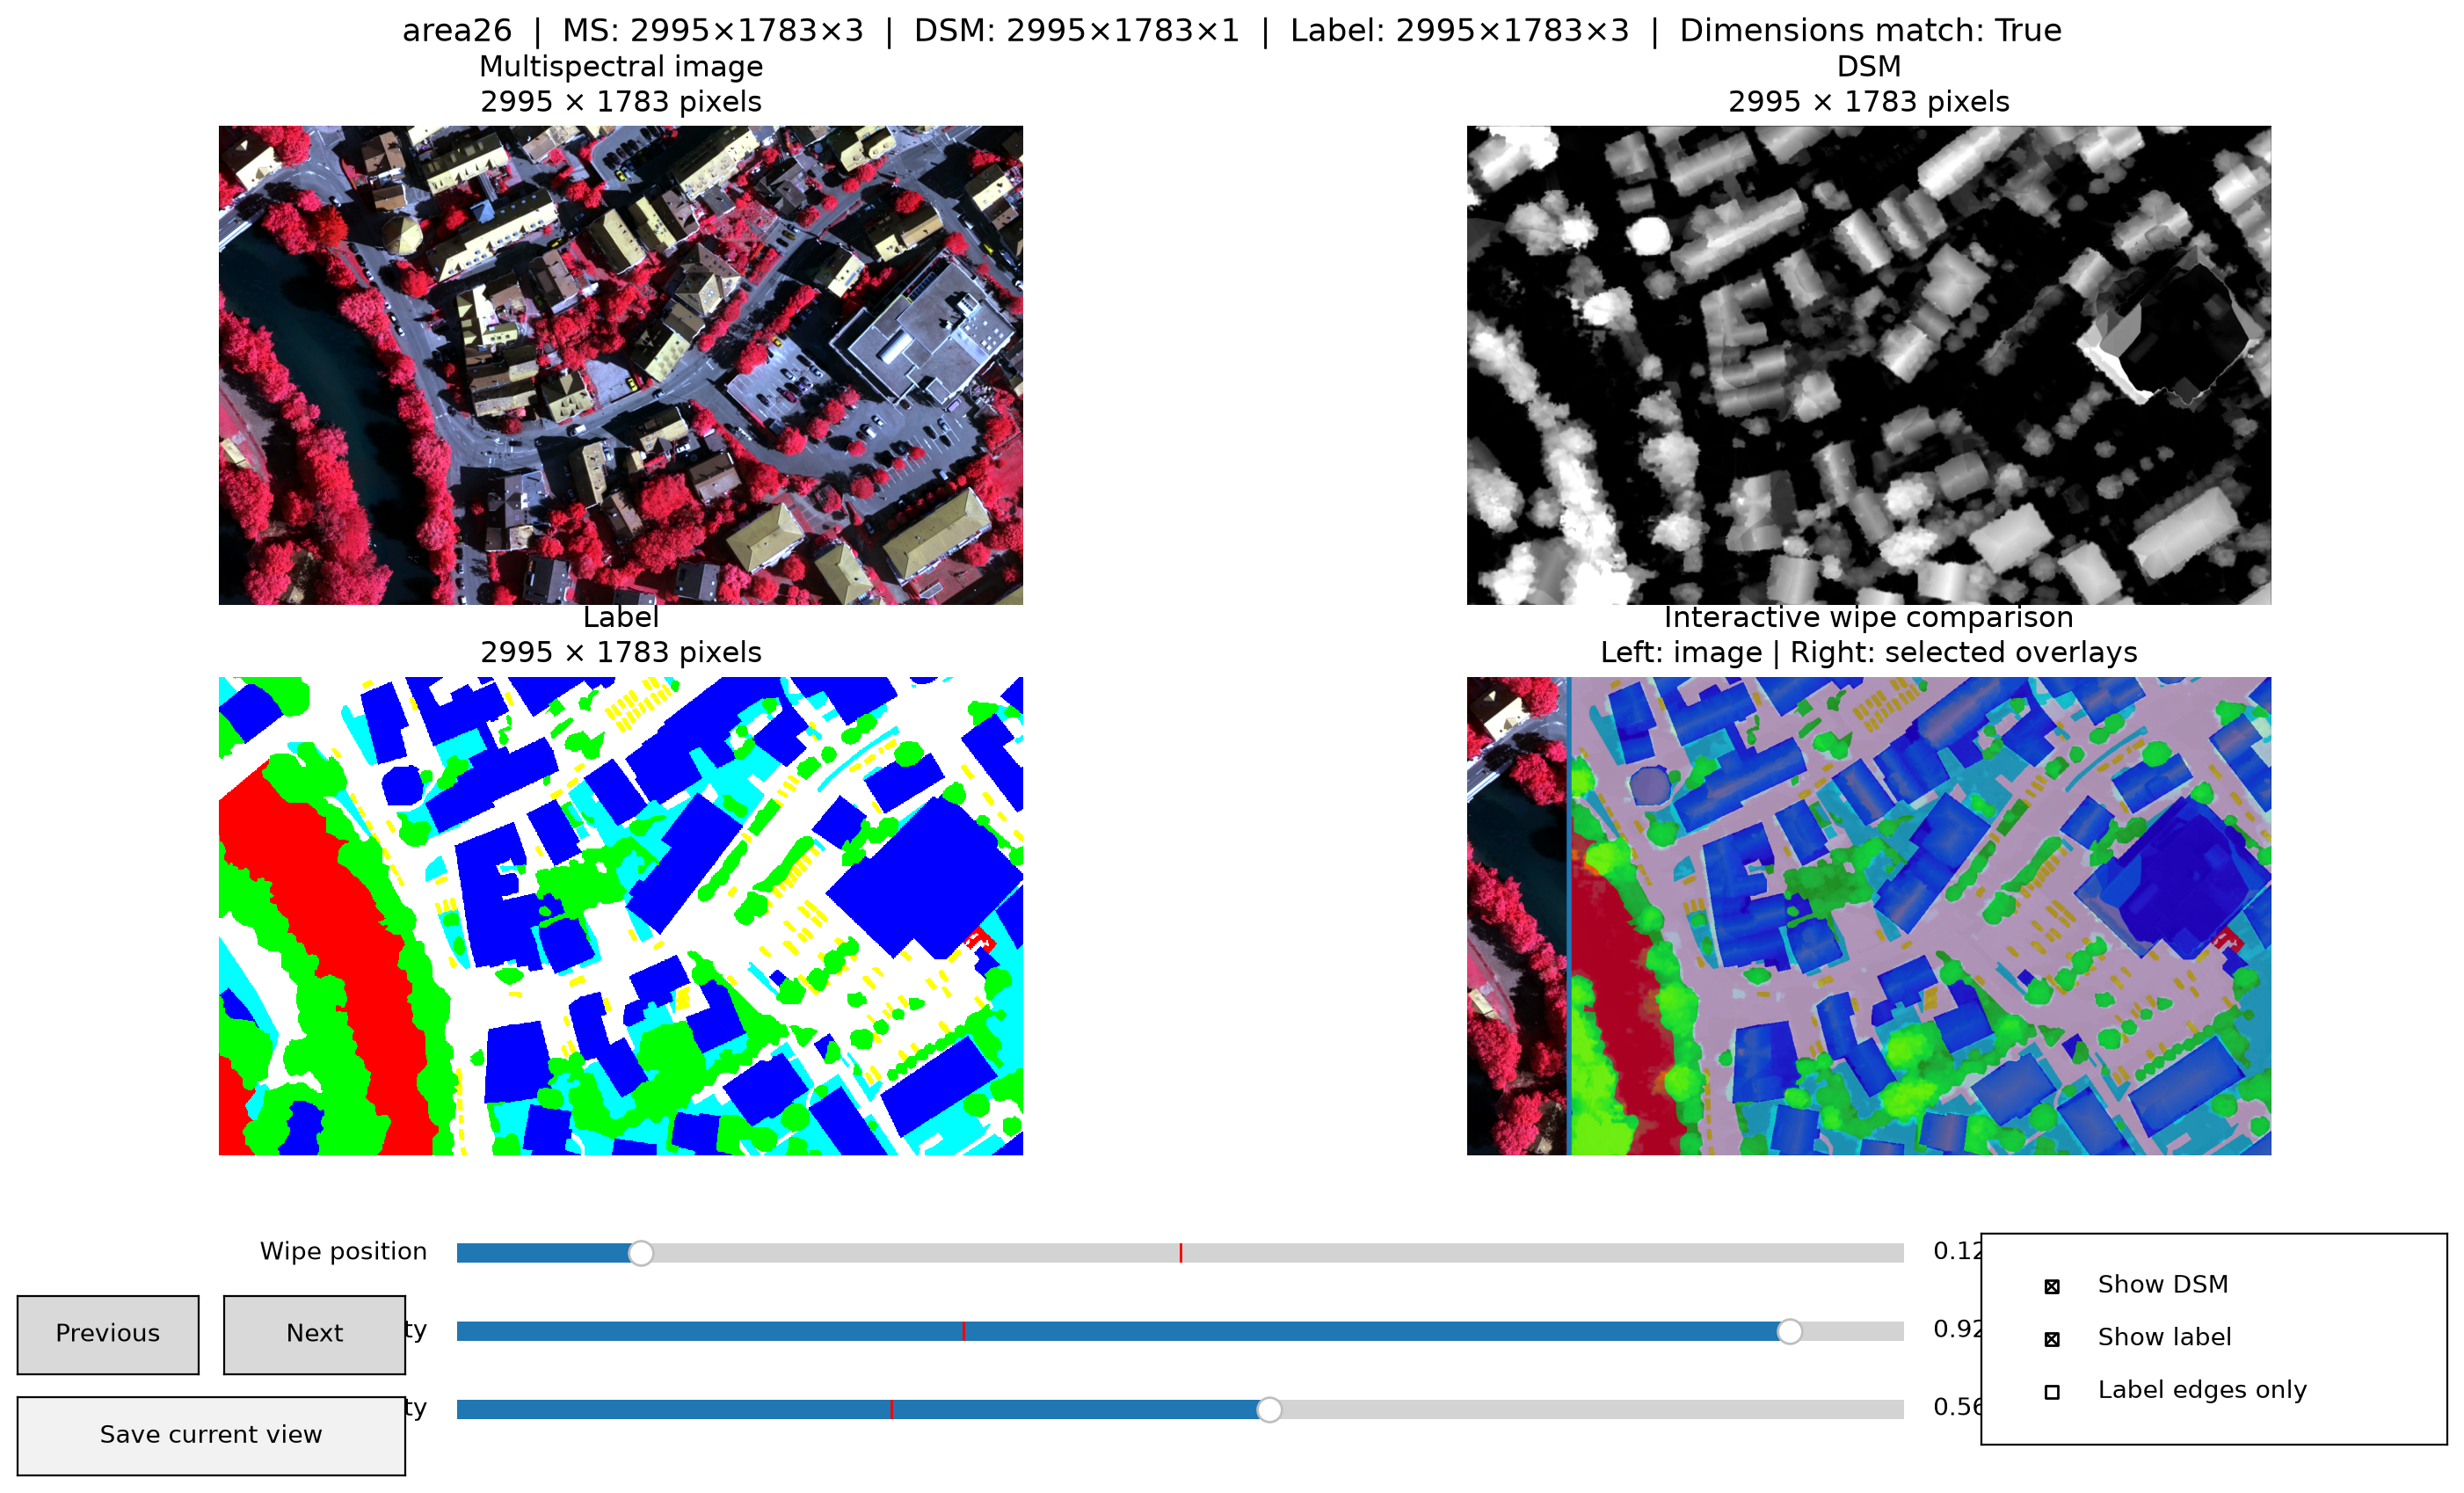 area26 | MS: 2995×1783×3 | DSM: 2995×1783×1 | Label: 2995×1783×3 | Dimensions match: True
Multispectral image
2995 × 1783 pixels
DSM
2995 × 1783 pixels
Label
2995 × 1783 pixels
Interactive wipe comparison
Left: image | Right: selected overlays
Wipe position
0.12
Previous
Next
ty
0.92
Save current view
ty
0.56
Show DSM
Show label
Label edges only